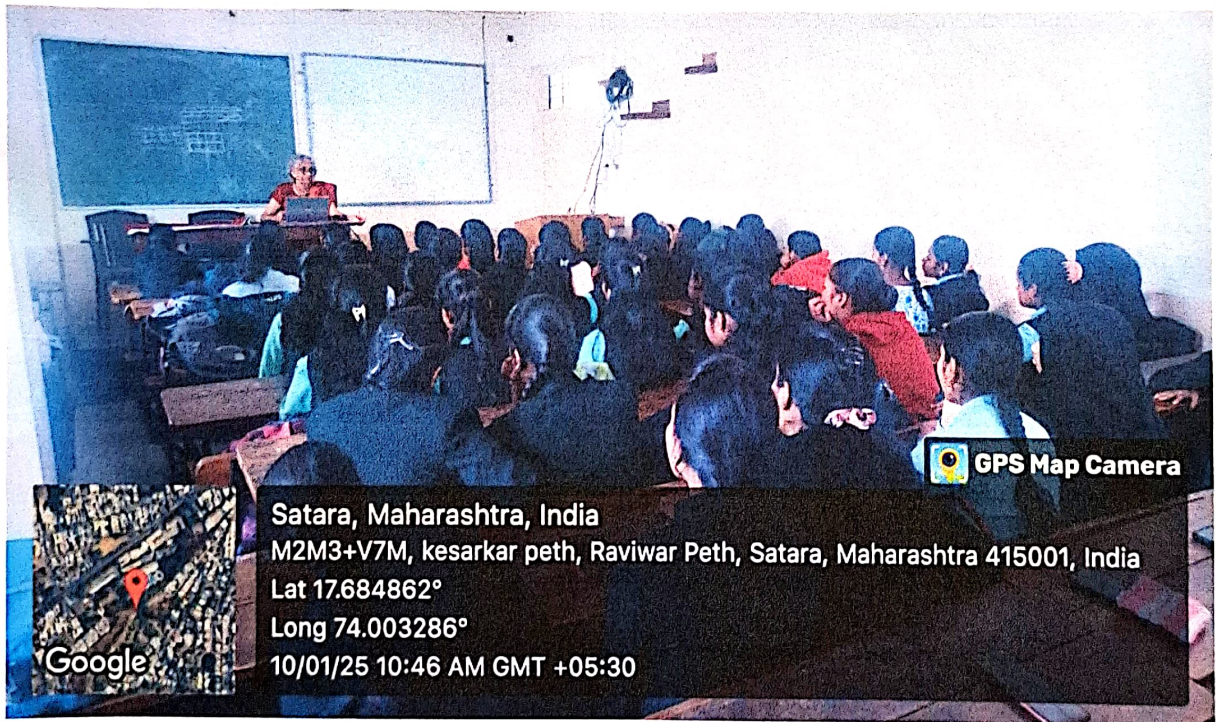 GPS Map Camera
Satara, Maharashtra, India
M2M3+V7M, kesarkar peth, Raviwar Peth, Satara, Maharashtra 415001, India
Lat 17.684862°
Long 74.003286°
10/01/25 10:46 AM GMT +05:30
Google